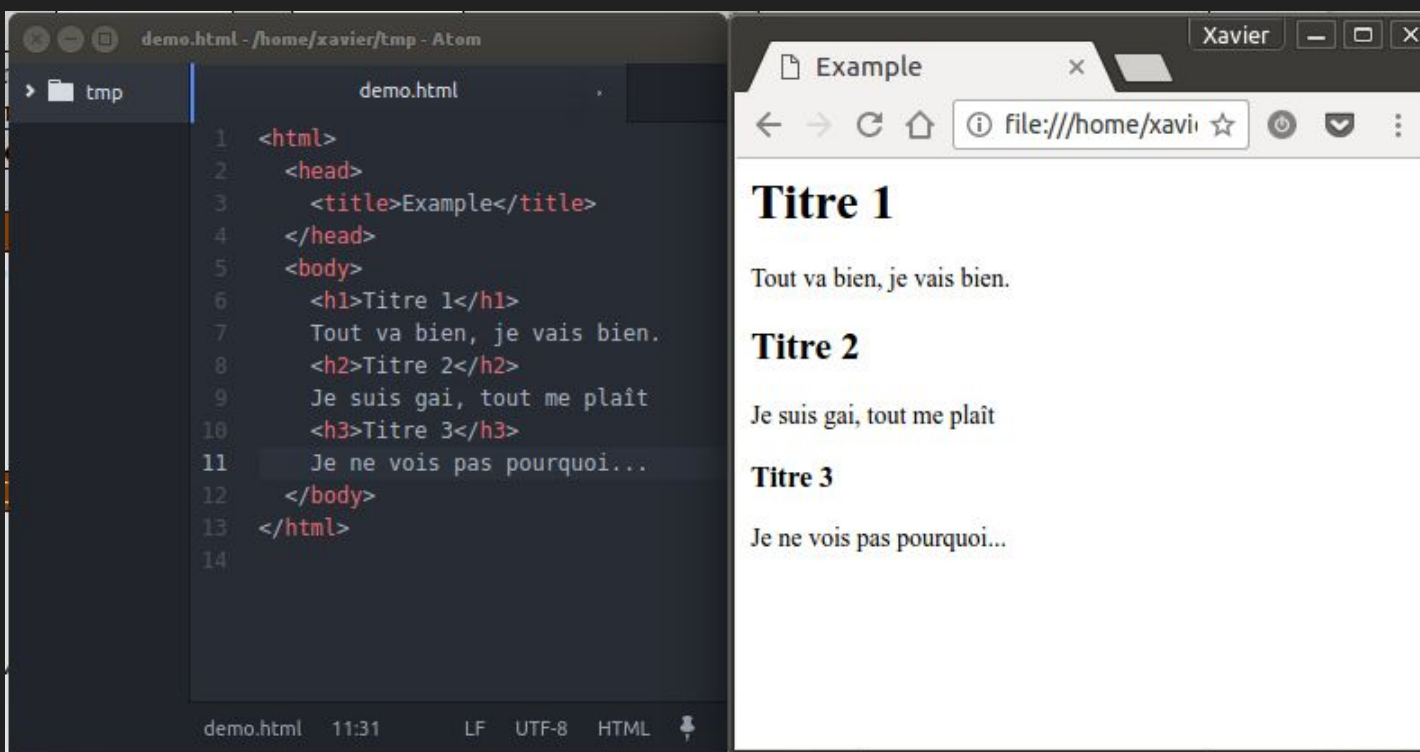 demo.html - /home/xavier/tmp - Atom
tmp
demo.html
1 <html>
2 <head>
3 <title>Example</title>
4 </head>
5 <body>
6 <h1>Titre 1</h1>
7 Tout va bien, je vais bien.
8 <h2>Titre 2</h2>
9 Je suis gai, tout me plaît
10 <h3>Titre 3</h3>
11 Je ne vois pas pourquoi...
12 </body>
13 </html>
14
demo.html 11:31 LF UTF-8 HTML
Xavier
Example
file:///home/xavi
Titre 1
Tout va bien, je vais bien.
Titre 2
Je suis gai, tout me plaît
Titre 3
Je ne vois pas pourquoi...